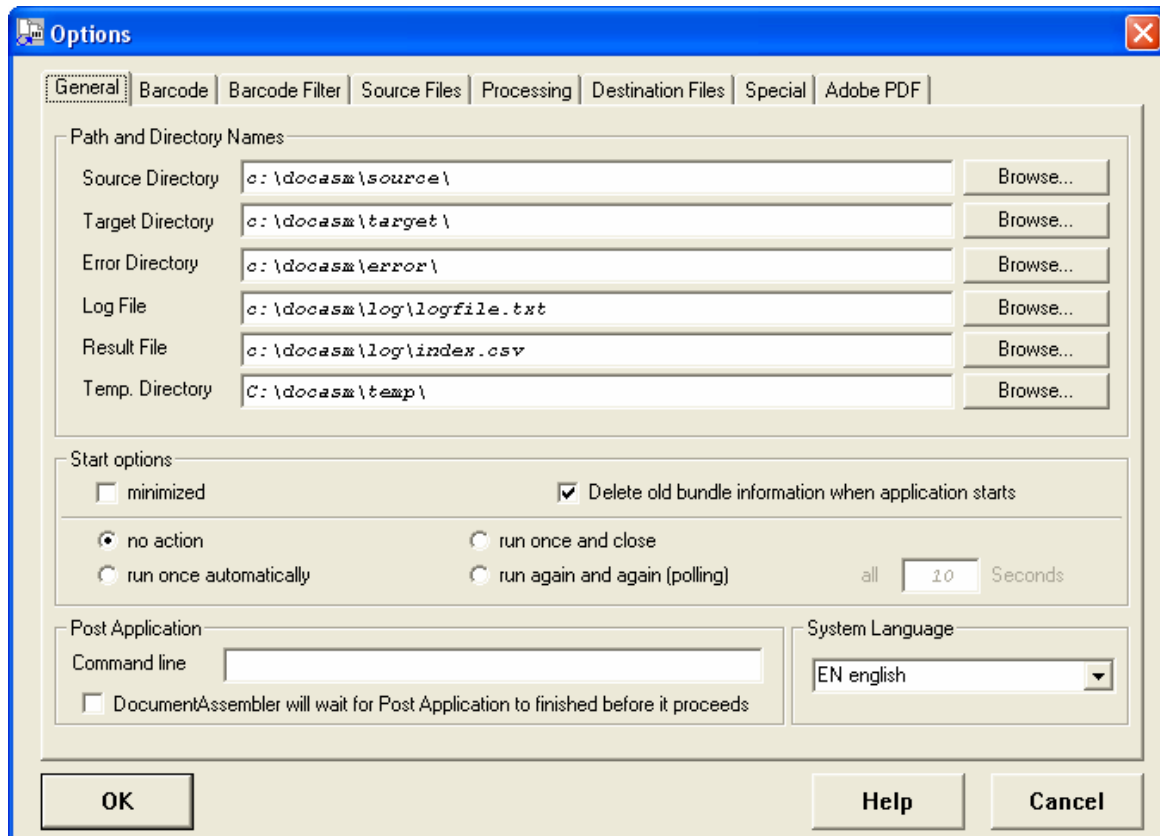 Options
General Barcode Barcode Filter Source Files Processing Destination Files Special Adobe PDF
Path and Directory Names
Source Directory c:\docasm\source\ Browse...
Target Directory c:\docasm\target\ Browse...
Error Directory c:\docasm\error\ Browse...
Log File c:\docasm\log\logfile.txt Browse...
Result File c:\docasm\log\index.csv Browse...
Temp. Directory C:\docasm\temp\ Browse...
Start options
minimized Delete old bundle information when application starts
no action run once and close
run once automatically run again and again (polling) all 10 Seconds
Post Application System Language
Command line EN english
DocumentAssembler will wait for Post Application to finished before it proceeds
OK Help Cancel